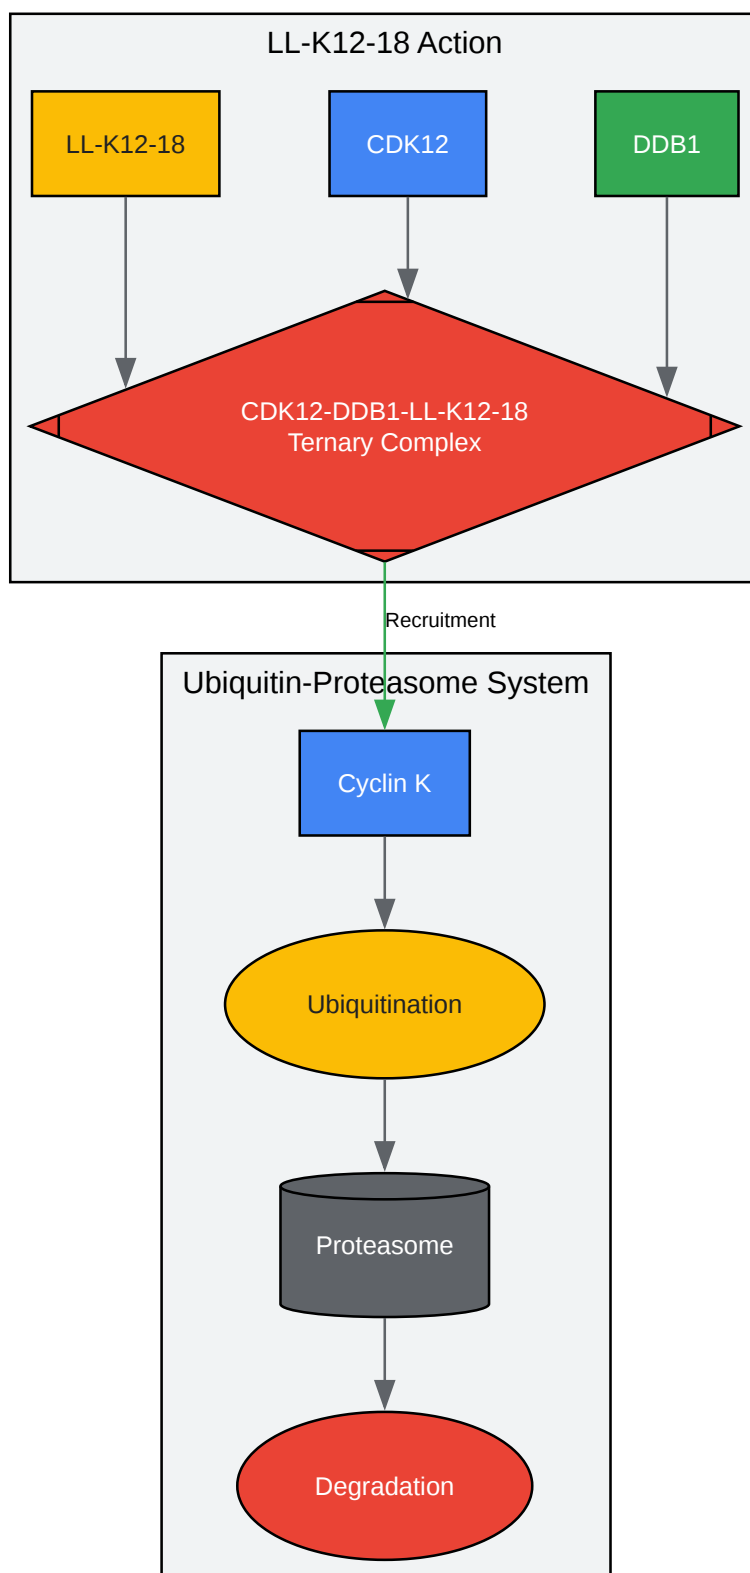 LL-K12-18 Action
LL-K12-18
CDK12
DDB1
CDK12-DDB1-LL-K12-18
Ternary Complex
Recruitment
Ubiquitin-Proteasome System
Cyclin K
Ubiquitination
Proteasome
Degradation